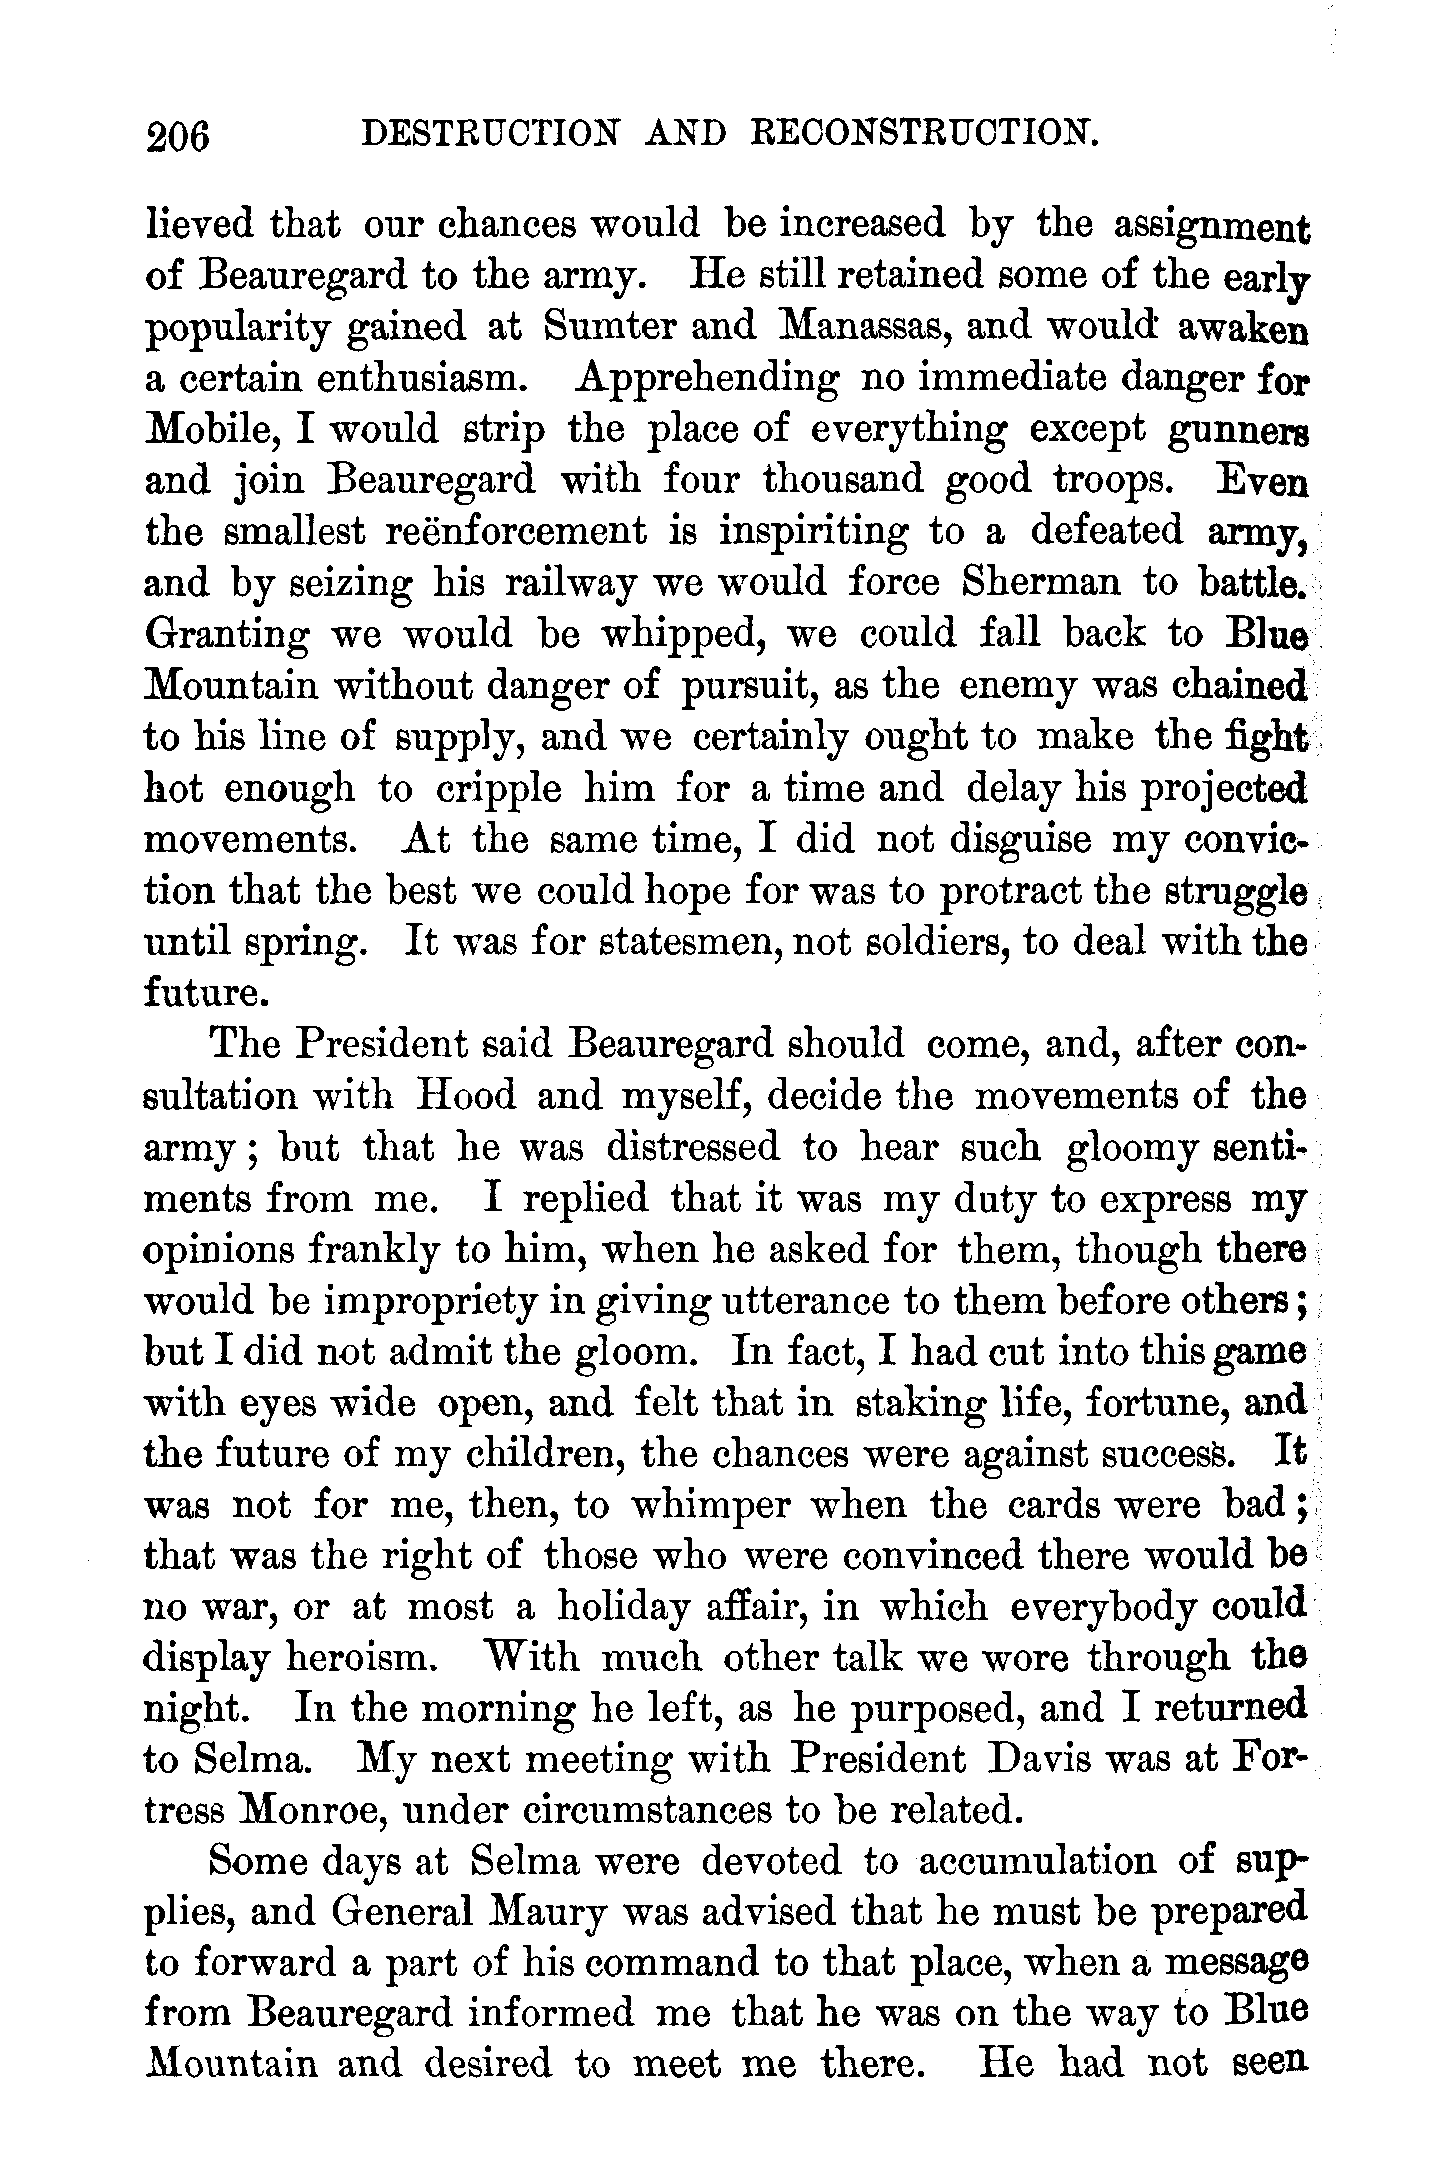 206 DESTRUCTION AND RECONSTRUCTION.
lieved that our chances would be increased by the assignment
of Beauregard to the army. He still retained some of the early
popularity gained at Sumter and Manassas, and would awaken
a certain enthusiasm. Apprehending no immediate danger for
Mobile, I would strip the place of everything except gunners
and join Beauregard with four thousand good troops. Even
the smallest reënforcement is inspiriting to a defeated army,
and by seizing his railway we would force Sherman to battle.
Granting we would be whipped, we could fall back to Blue
Mountain without danger of pursuit, as the enemy was chained
to his line of supply, and we certainly ought to make the fight
hot enough to cripple him for a time and delay his projected
movements. At the same time, I did not disguise my convic-
tion that the best we could hope for was to protract the struggle
until spring. It was for statesmen, not soldiers, to deal with the
future.
The President said Beauregard should come, and, after con-
sultation with Hood and myself, decide the movements of the
army; but that he was distressed to hear such gloomy senti-
ments from me. I replied that it was my duty to express my
opinions frankly to him, when he asked for them, though there
would be impropriety in giving utterance to them before others;
but I did not admit the gloom. In fact, I had cut into this game
with eyes wide open, and felt that in staking life, fortune, and
the future of my children, the chances were against success. It
was not for me, then, to whimper when the cards were bad;
that was the right of those who were convinced there would be
no war, or at most a holiday affair, in which everybody could
display heroism. With much other talk we wore through the
night. In the morning he left, as he purposed, and I returned
to Selma. My next meeting with President Davis was at For-
tress Monroe, under circumstances to be related.
Some days at Selma were devoted to accumulation of sup-
plies, and General Maury was advised that he must be prepared
to forward a part of his command to that place, when a message
from Beauregard informed me that he was on the way to Blue
Mountain and desired to meet me there. He had not seen